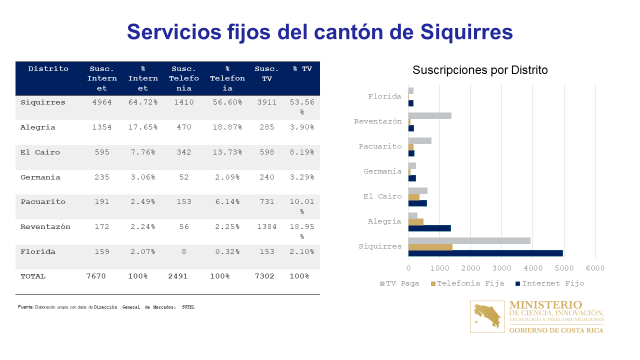 Servicios fijos del cantón de Siquirres
Distrito Susc. Internet % Internet Susc. Telefonia % Telefonia Susc. TV % TV
Siquirres 4964 64.72% 1410 56.60% 3911 53.56%
Alegria 1354 17.65% 470 18.87% 285 3.90%
El Cairo 595 7.76% 342 13.73% 598 8.19%
Germania 235 3.06% 52 2.09% 240 3.29%
Pacuarito 191 2.49% 153 6.14% 731 10.01%
Reventazón 172 2.24% 56 2.25% 1384 18.95%
Florida 159 2.07% 8 0.32% 153 2.10%
TOTAL 7670 100% 2491 100% 7302 100%
Fuente: Elaboración propia con datos de Dirección General de Mercados. SUTEL
Suscripciones por Distrito
Florida
Reventazón
Pacuarito
Germania
El Cairo
Alegria
Siquirres
0 1000 2000 3000 4000 5000 6000
TV Paga Telefonia Fija Internet Fijo
MINISTERIO
DE CIENCIA, INNOVACIÓN,
TECNOLOGÍA Y TELECOMUNICACIONES
GOBIERNO DE COSTA RICA